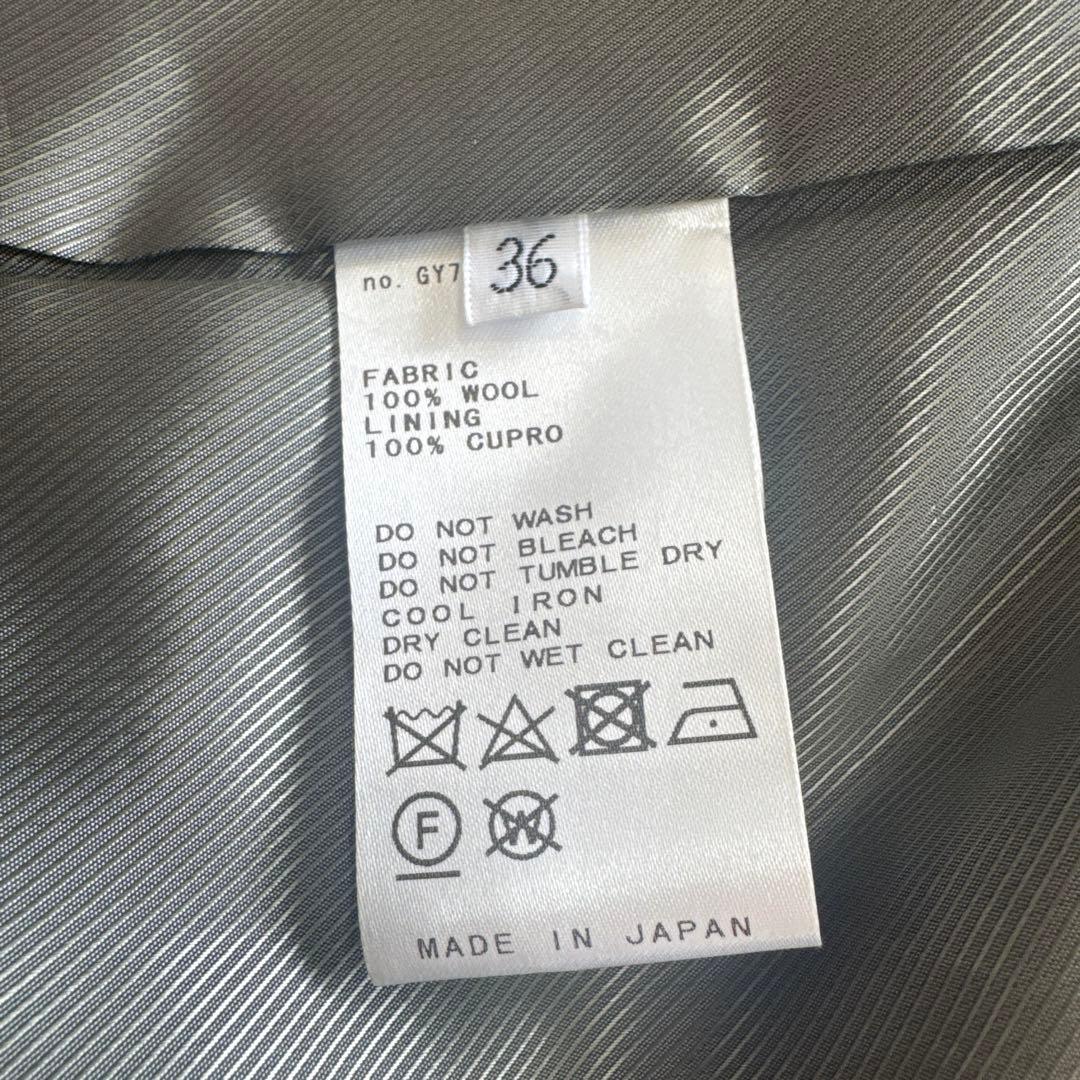 no. GY7
36
FABRIC
100% WOOL
LINING
100% CUPRO
DO NOT WASH
DO NOT BLEACH
DO NOT TUMBLE DRY
COOL IRON
DRY CLEAN
DO NOT WET CLEAN
F W
MADE IN JAPAN